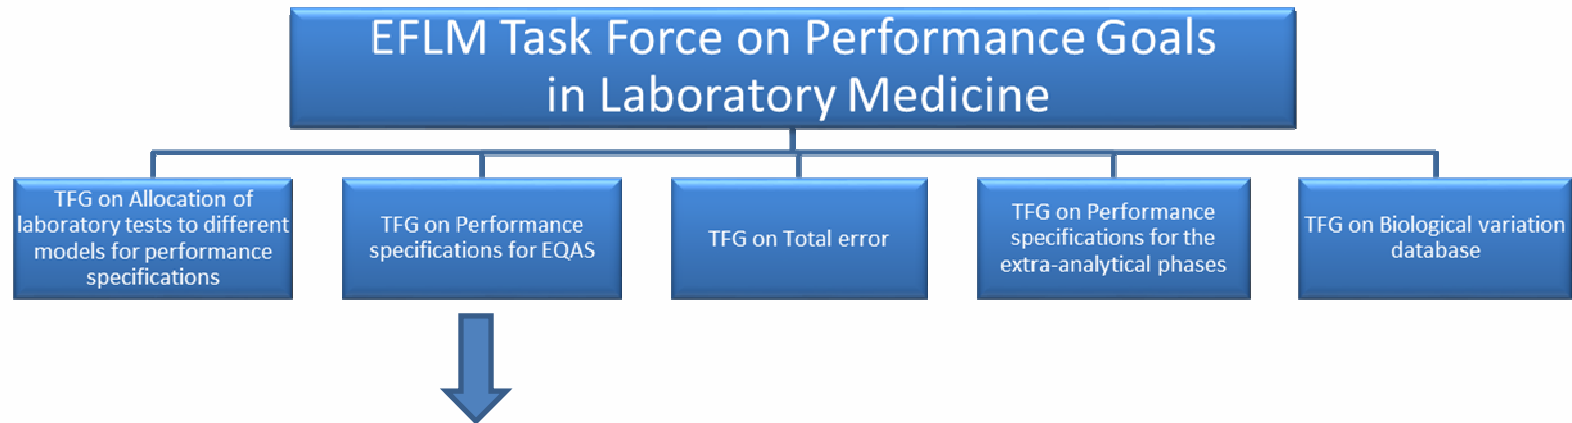 EFLM Task Force on Performance Goals
in Laboratory Medicine
TFG on Allocation of
laboratory tests to different
models for performance
specifications
TFG on Performance
specifications for EQAS
TFG on Total error
TFG on Performance
specifications for the
extra-analytical phases
TFG on Biological variation
database